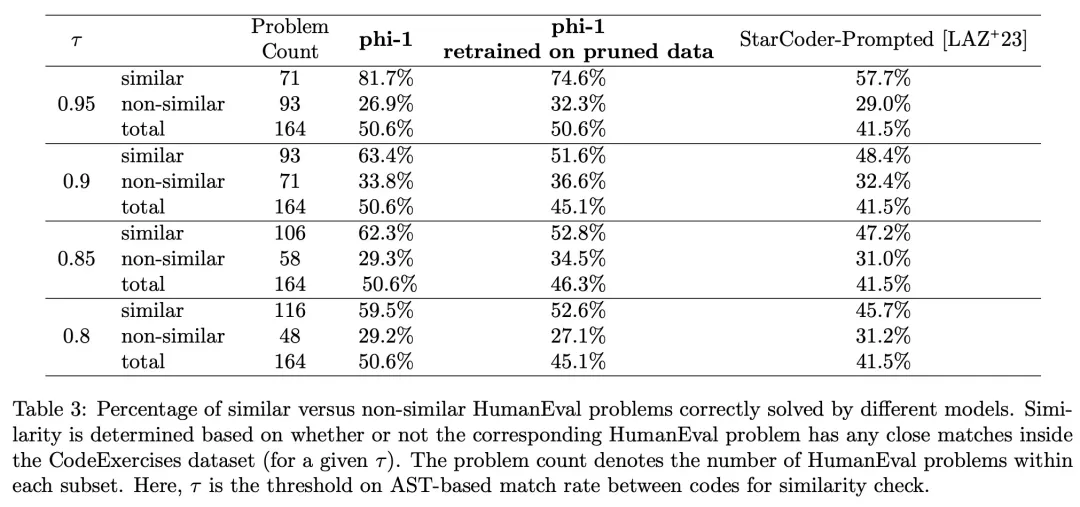 τ Problem Count phi-1 phi-1 retrained on pruned data StarCoder-Prompted [LAZ+23]
similar 71 81.7% 74.6% 57.7%
0.95 non-similar 93 26.9% 32.3% 29.0%
total 164 50.6% 50.6% 41.5%
similar 93 63.4% 51.6% 48.4%
0.9 non-similar 71 33.8% 36.6% 32.4%
total 164 50.6% 45.1% 41.5%
similar 106 62.3% 52.8% 47.2%
0.85 non-similar 58 29.3% 34.5% 31.0%
total 164 50.6% 46.3% 41.5%
similar 116 59.5% 52.6% 45.7%
0.8 non-similar 48 29.2% 27.1% 31.2%
total 164 50.6% 45.1% 41.5%
Table 3: Percentage of similar versus non-similar HumanEval problems correctly solved by different models. Simi-
larity is determined based on whether or not the corresponding HumanEval problem has any close matches inside
the CodeExercises dataset (for a given τ). The problem count denotes the number of HumanEval problems within
each subset. Here, τ is the threshold on AST-based match rate between codes for similarity check.